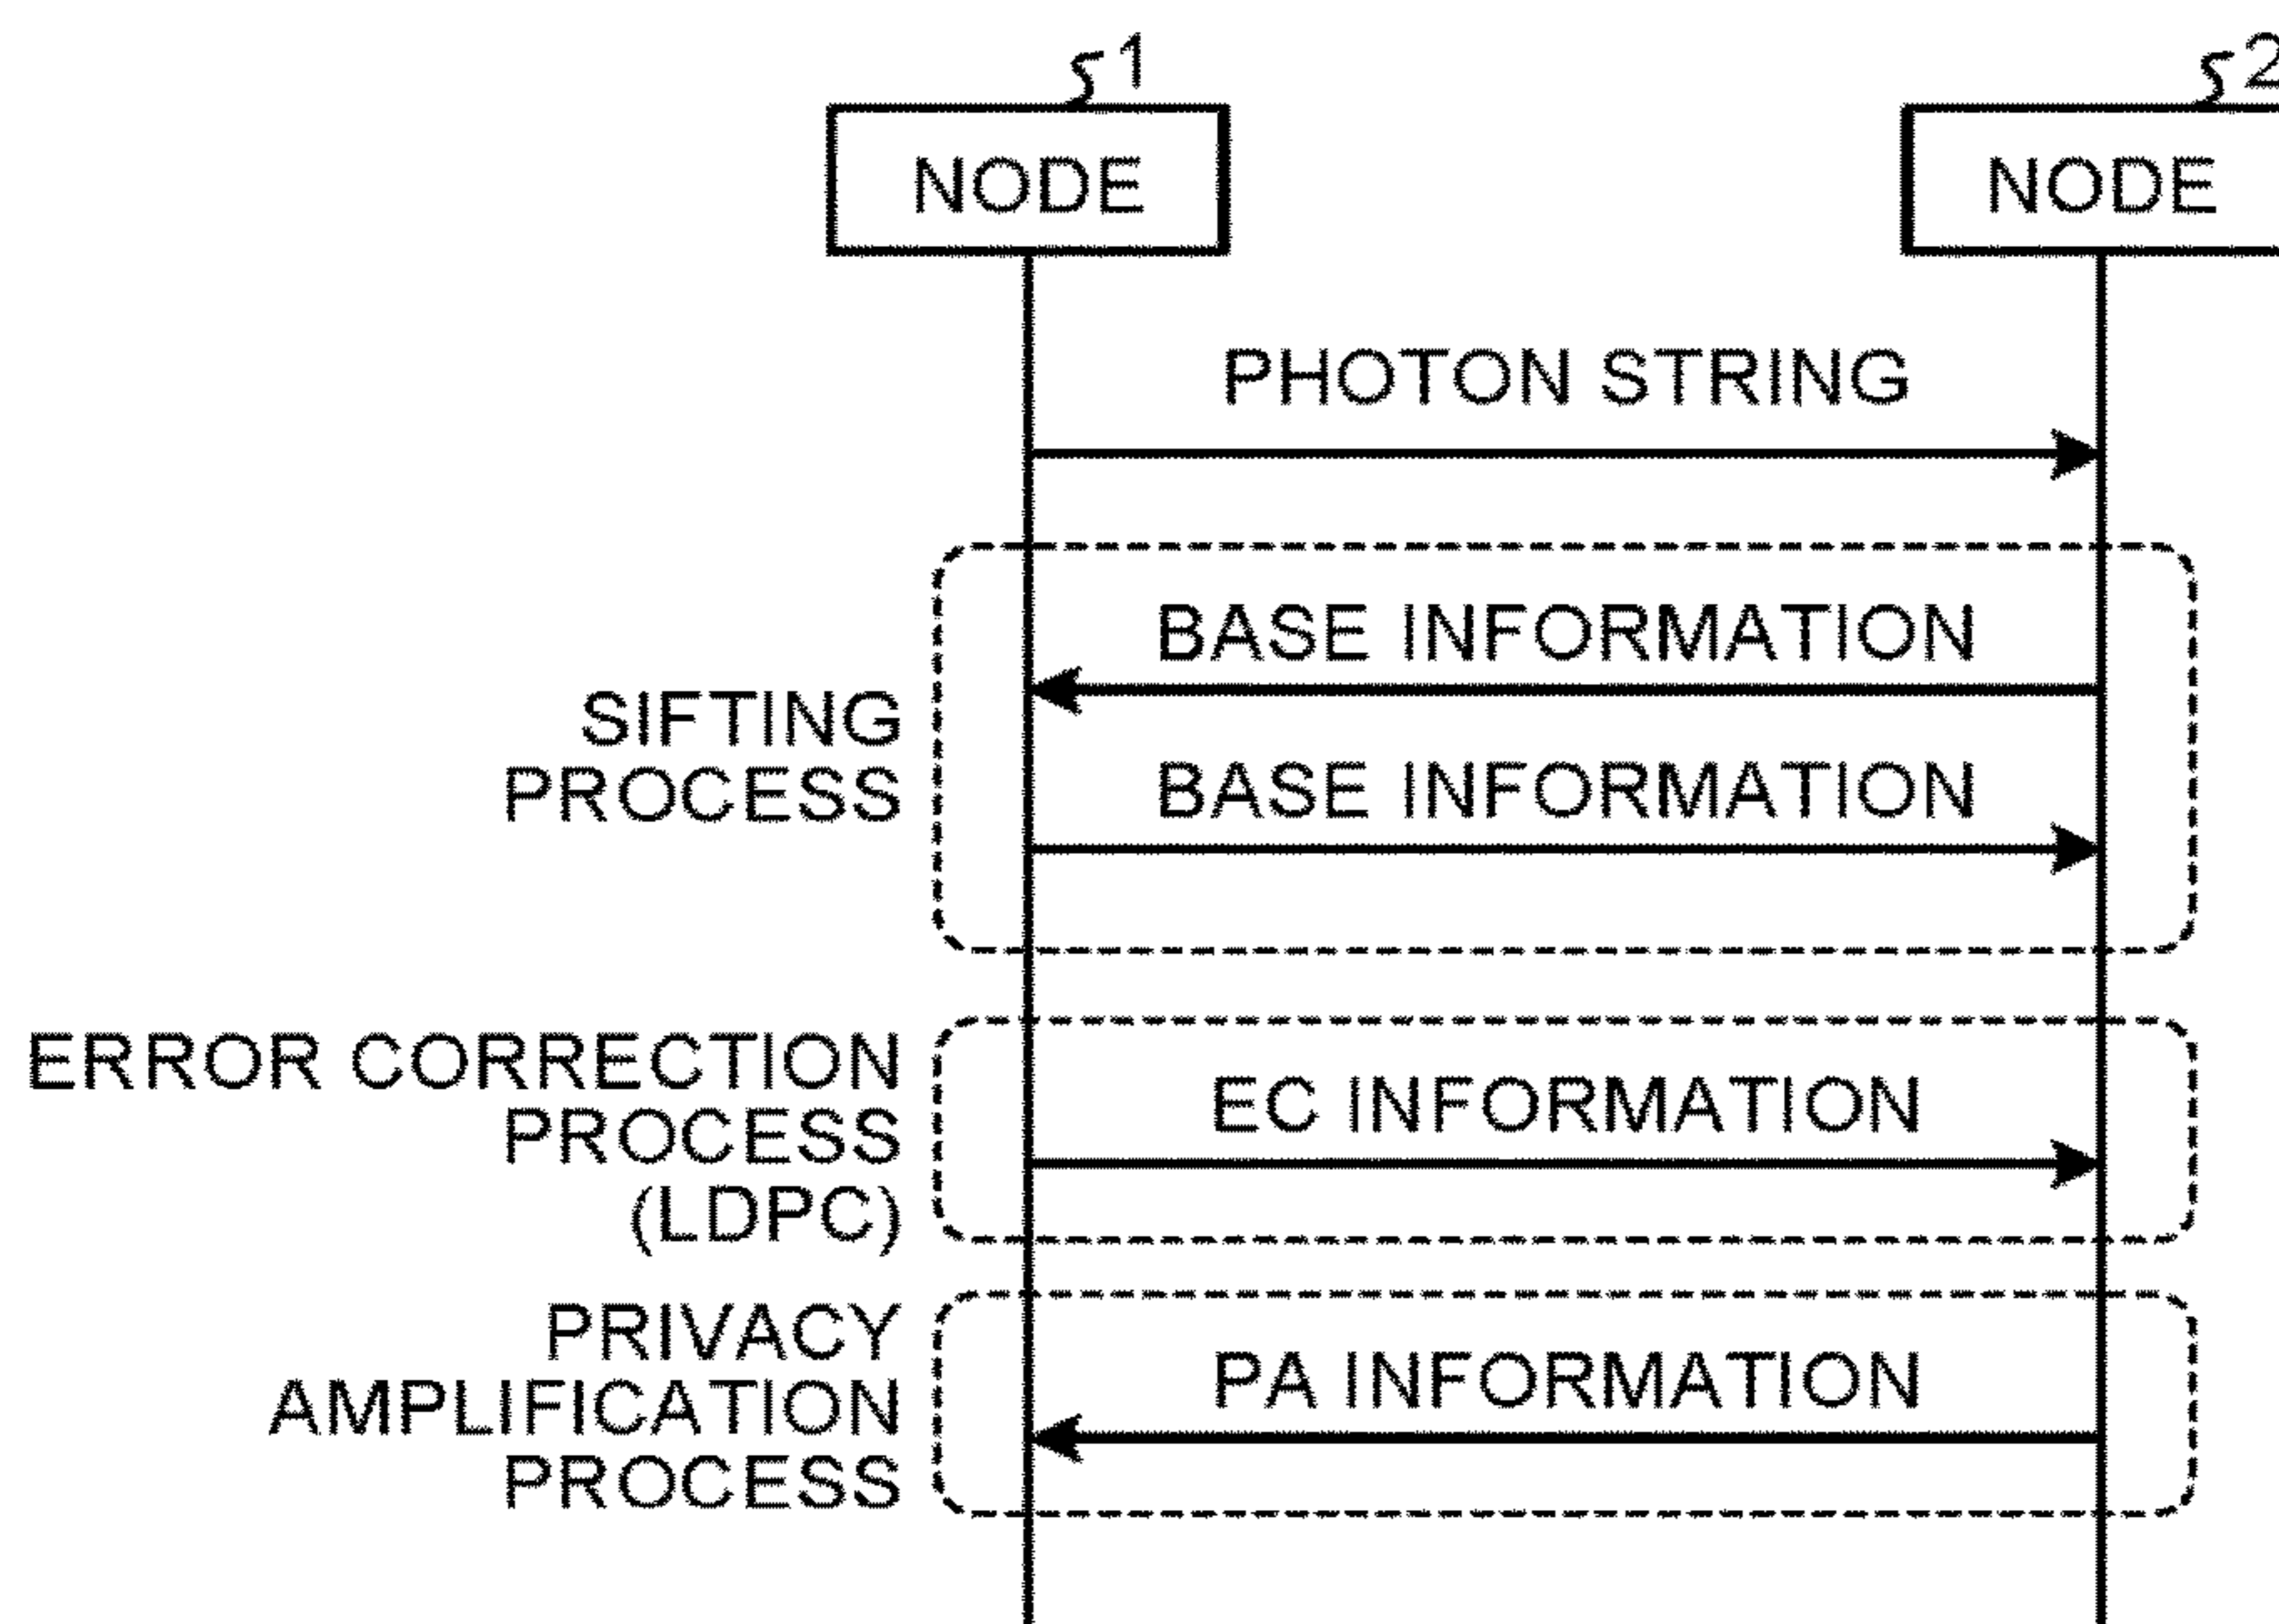 1
2
NODE
NODE
PHOTON STRING
BASE INFORMATION
SIFTING
PROCESS
BASE INFORMATION
ERROR CORRECTION
PROCESS
(LDPC)
EC INFORMATION
PRIVACY
AMPLIFICATION
PROCESS
PA INFORMATION